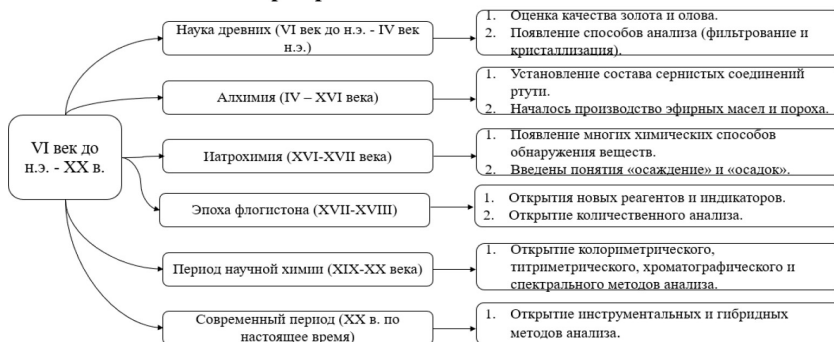 VI век до
н.э. - XX в.
Наука древних (VI век до н.э. - IV век
н.э.)
1. Оценка качества золота и олова.
2. Появление способов анализа (фильтрование и
кристаллизация).
Алхимия (IV – XVI века)
1. Установление состава сернистых соединений
ртути.
2. Началось производство эфирных масел и пороха.
Иатрохимия (XVI-XVII века)
1. Появление многих химических способов
обнаружения веществ.
2. Введены понятия «осаждение» и «осадок».
Эпоха флогистона (XVII-XVIII)
1. Открытия новых реагентов и индикаторов.
2. Открытие количественного анализа.
Период научной химии (XIX-XX века)
1. Открытие колориметрического,
титриметрического, хроматографического и
спектрального методов анализа.
Современный период (XX в. по
настоящее время)
1. Открытие инструментальных и гибридных
методов анализа.